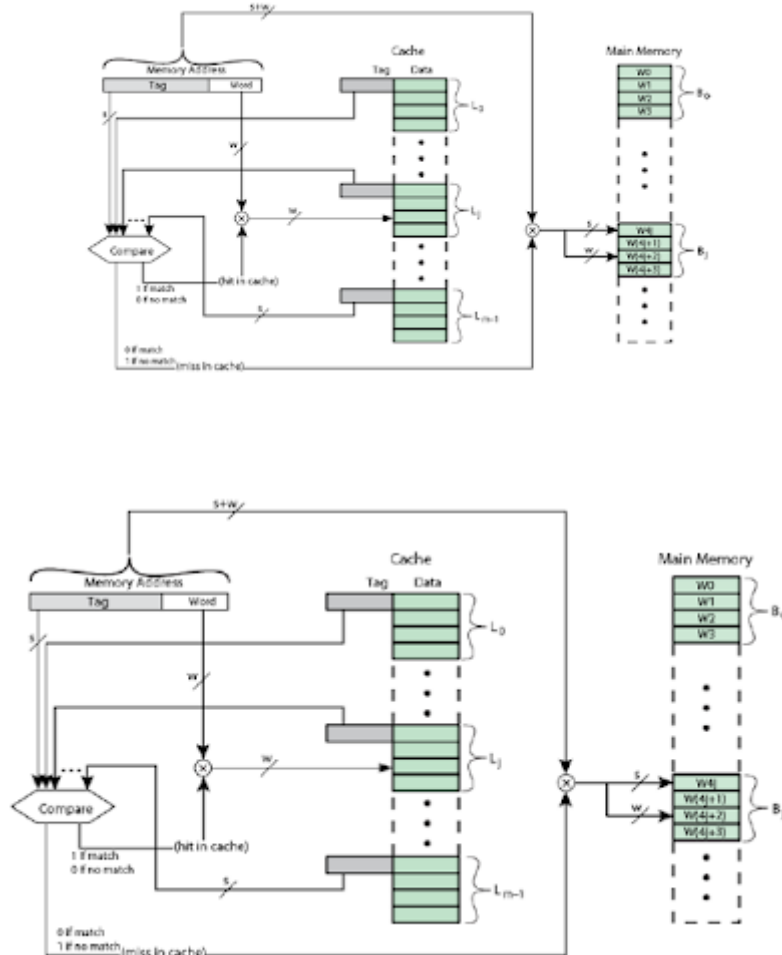 s+w
Cache
Main Memory
Memory Address
Tag Data
Tag Word
W0
W1
W2
W3
L0
B0
s
w
w
Lj
s
w
W4j
W(4j+1)
W(4j+2)
W(4j+3)
Bj
Compare
(hit in cache)
1 if match
0 if no match
s
Lm–1
0 if match
1 if no match
(miss in cache)
s+w
Cache
Main Memory
Memory Address
Tag Data
Tag Word
W0
W1
W2
W3
L0
B
s
w
w
Lj
s
w
W4j
W(4j+1)
W(4j+2)
W(4j+3)
B
Compare
(hit in cache)
1 if match
0 if no match
s
Lm–1
0 if match
1 if no match
(miss in cache)